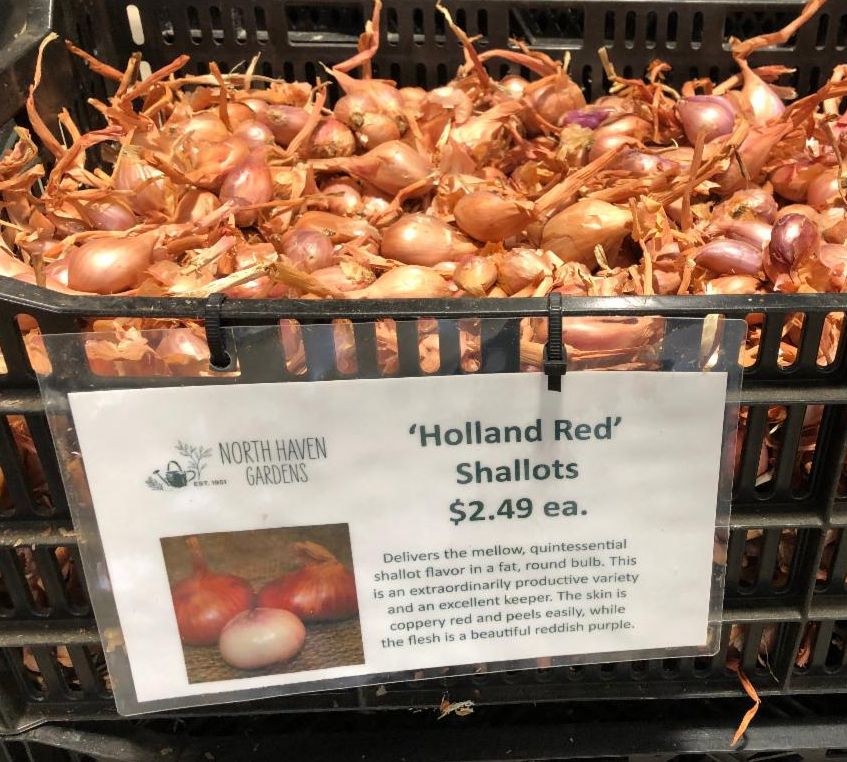 NORTH HAVEN
GARDENS
EST. 1951
'Holland Red'
Shallots
$2.49 ea.
Delivers the mellow, quintessential
shallot flavor in a fat, round bulb. This
is an extraordinarily productive variety
and an excellent keeper. The skin is
coppery red and peels easily, while
the flesh is a beautiful reddish purple.